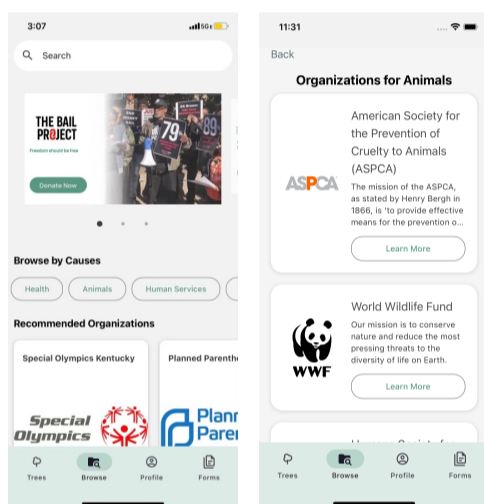 3:07
5G
Search
THE BAIL
PROJECT
Freedom should be free
Donate Now
79
89
Browse by Causes
Health
Animals
Human Services
Recommended Organizations
Special Olympics Kentucky
Planned Parenth
Special
Olympics
Plann
Parer
Trees
Browse
Profile
Forms
11:31
Back
Organizations for Animals
American Society for
the Prevention of
Cruelty to Animals
(ASPCA)
ASPCA
The mission of the ASPCA,
as stated by Henry Bergh in
1866, is 'to provide effective
means for the prevention o...
Learn More
World Wildlife Fund
Our mission is to conserve
nature and reduce the most
pressing threats to the
diversity of life on Earth.
WWF
Learn More
Trees
Browse
Profile
Forms